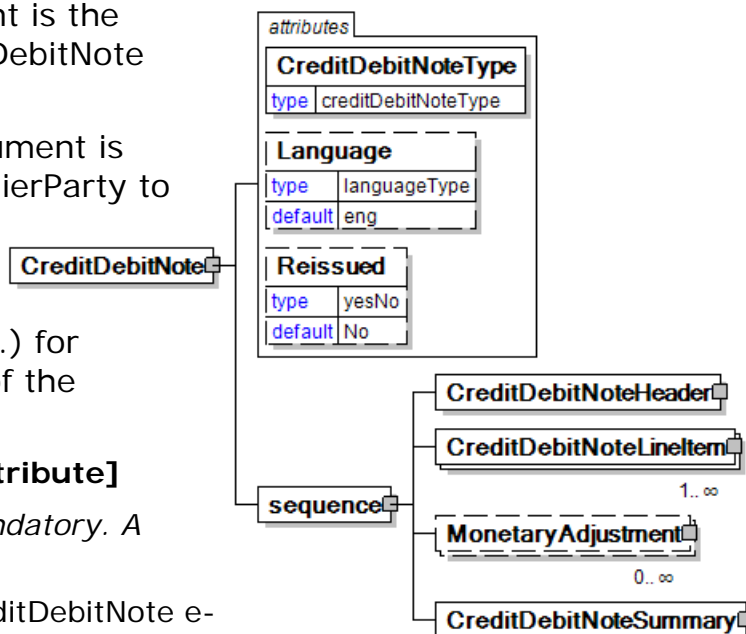 nt is the
DebitNote
ument is
ierParty to
.) for
of the
tribute]
ndatory. A
ditDebitNote e-
attributes
CreditDebitNoteType
type creditDebitNoteType
Language
type languageType
default eng
Reissued
type yesNo
default No
CreditDebitNote
sequence
CreditDebitNoteHeader
CreditDebitNoteLineItem
1.. ∞
MonetaryAdjustment
0.. ∞
CreditDebitNoteSummary